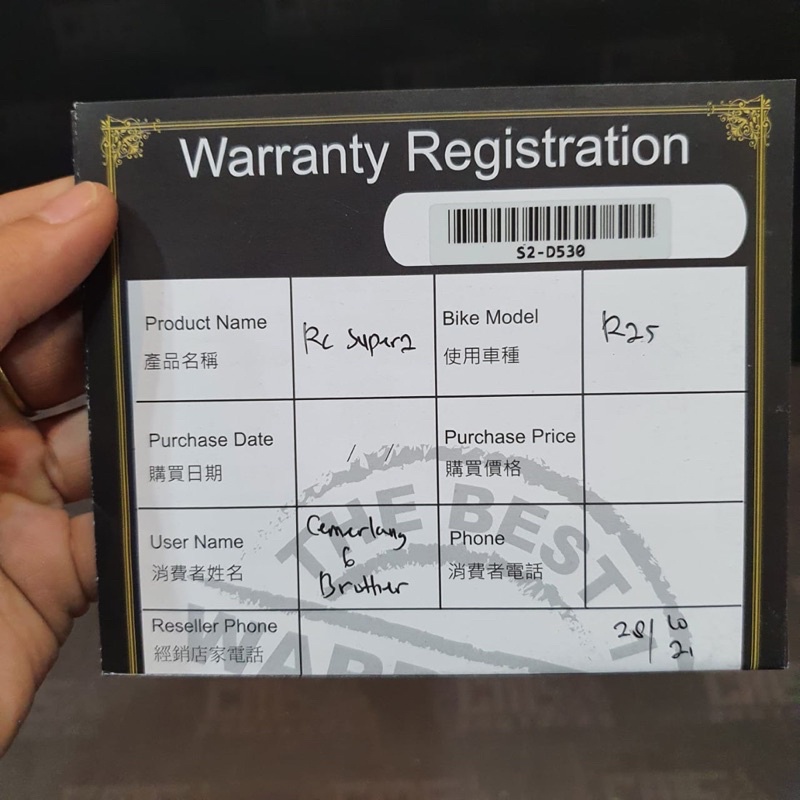 Warranty Registration
S2-D530
Product Name
產品名稱
RC Super2
Bike Model
使用車種
R25
Purchase Date
購買日期
/ /
Purchase Price
購買價格
User Name
消費者姓名
Cemerlang
6
Brother
Phone
消費者電話
Reseller Phone
經銷店家電話
28/10
21
THE BEST